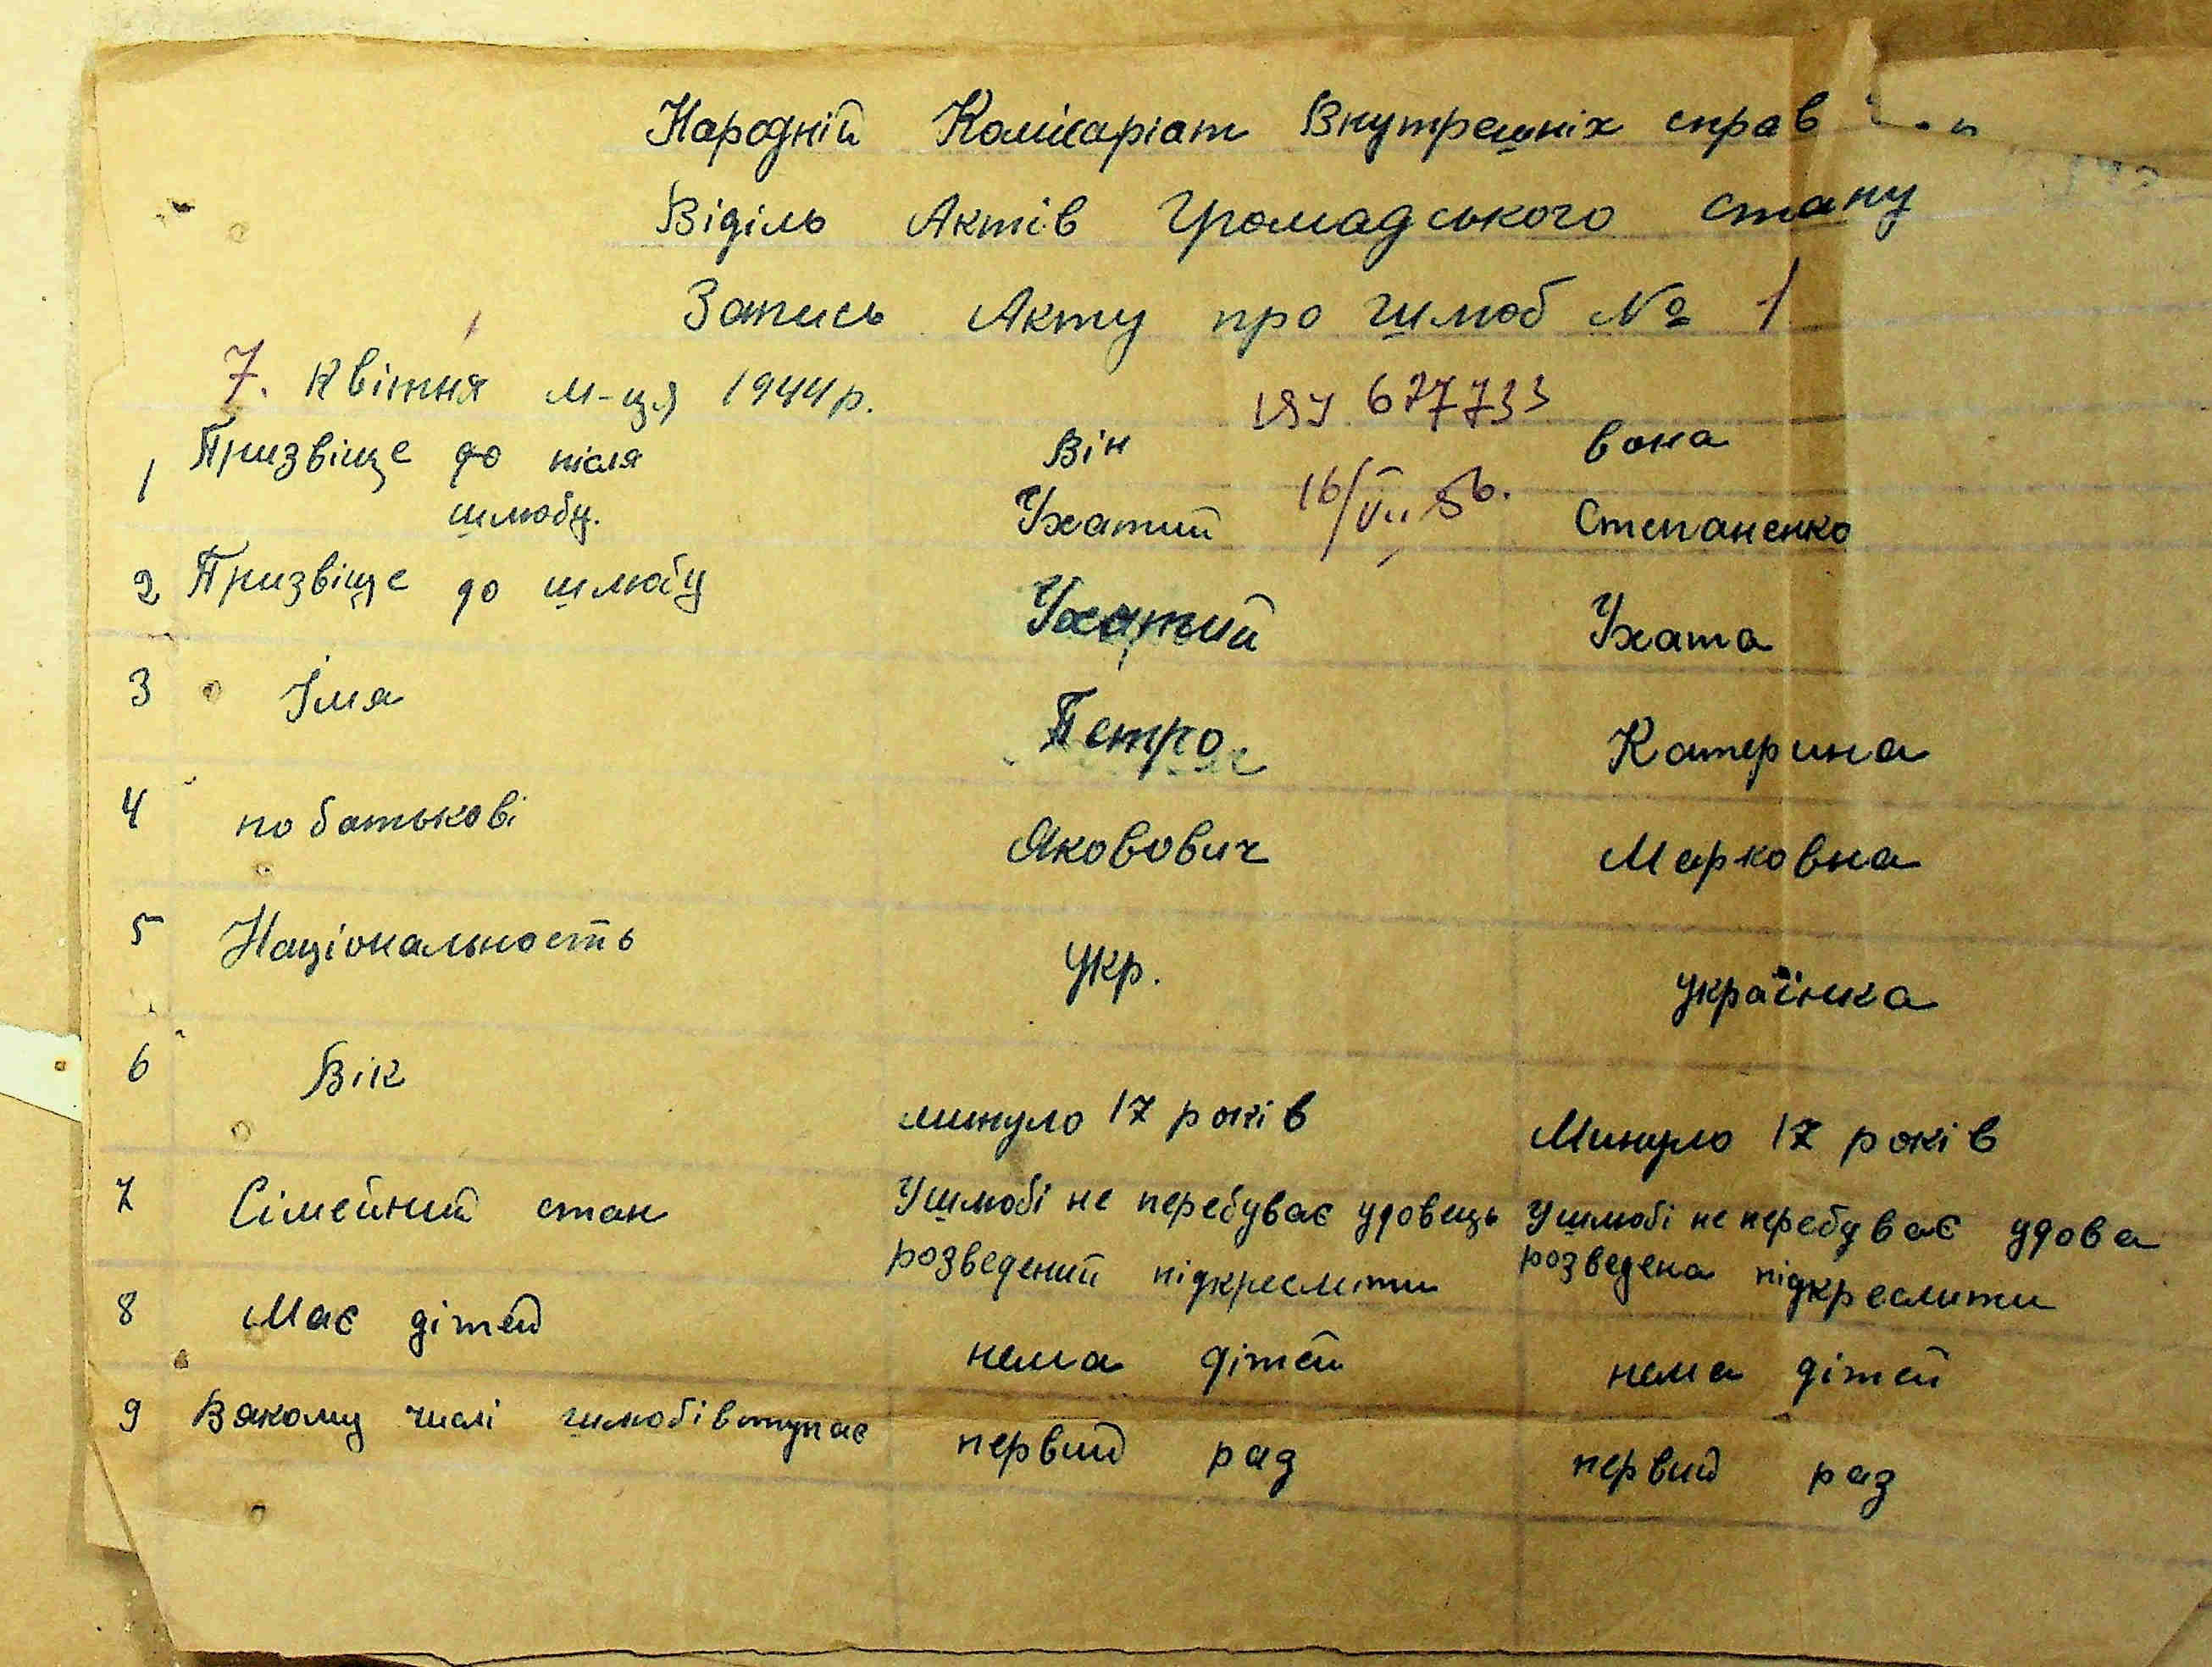 Народній Комісаріат Внутрешніх справ
Віділь Актів Громадського стану
Запись Акту про шлюб № 1
7. квітня м-ця 1944 р.
677733
Він вона
1 Призвіще до після шлюбу. Ухатий Степаненко
16/VII 56.
2 Призвіще до шлюбу Ухатий Ухата
3 Імя Петро Катерина
4 по батькові Яковович Марковна
5 Національность Укр. українка
6 Вік минуло 17 років Минуло 17 років
7 Сімейний стан У шлюбі не перебуває удовець У шлюбі не перебуває удова
розведений підкреслити розведена підкреслити
8 Має дітей нема дітей нема дітей
9 В якому числі шлюбі вступає первий раз первий раз